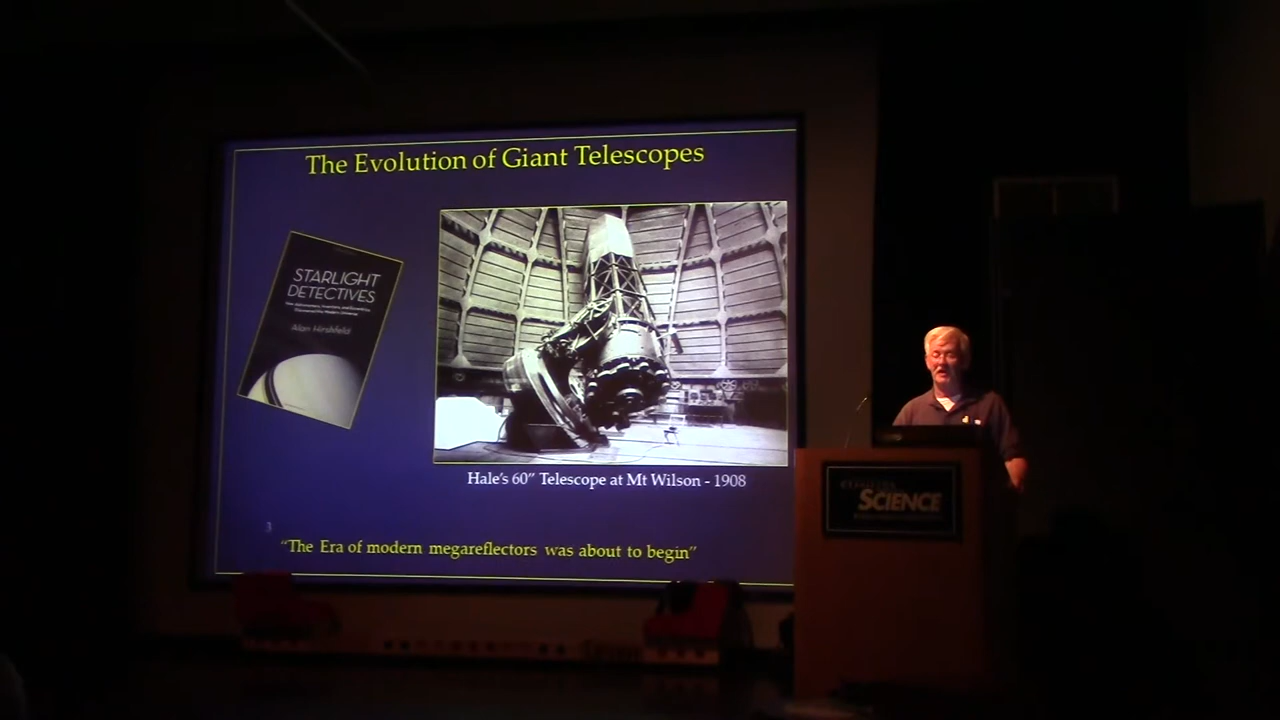 The Evolution of Giant Telescopes
STARLIGHT
DETECTIVES
Alan Hirshfeld
Hale's 60" Telescope at Mt Wilson - 1908
3
"The Era of modern megareflectors was about to begin"
SCIENCE